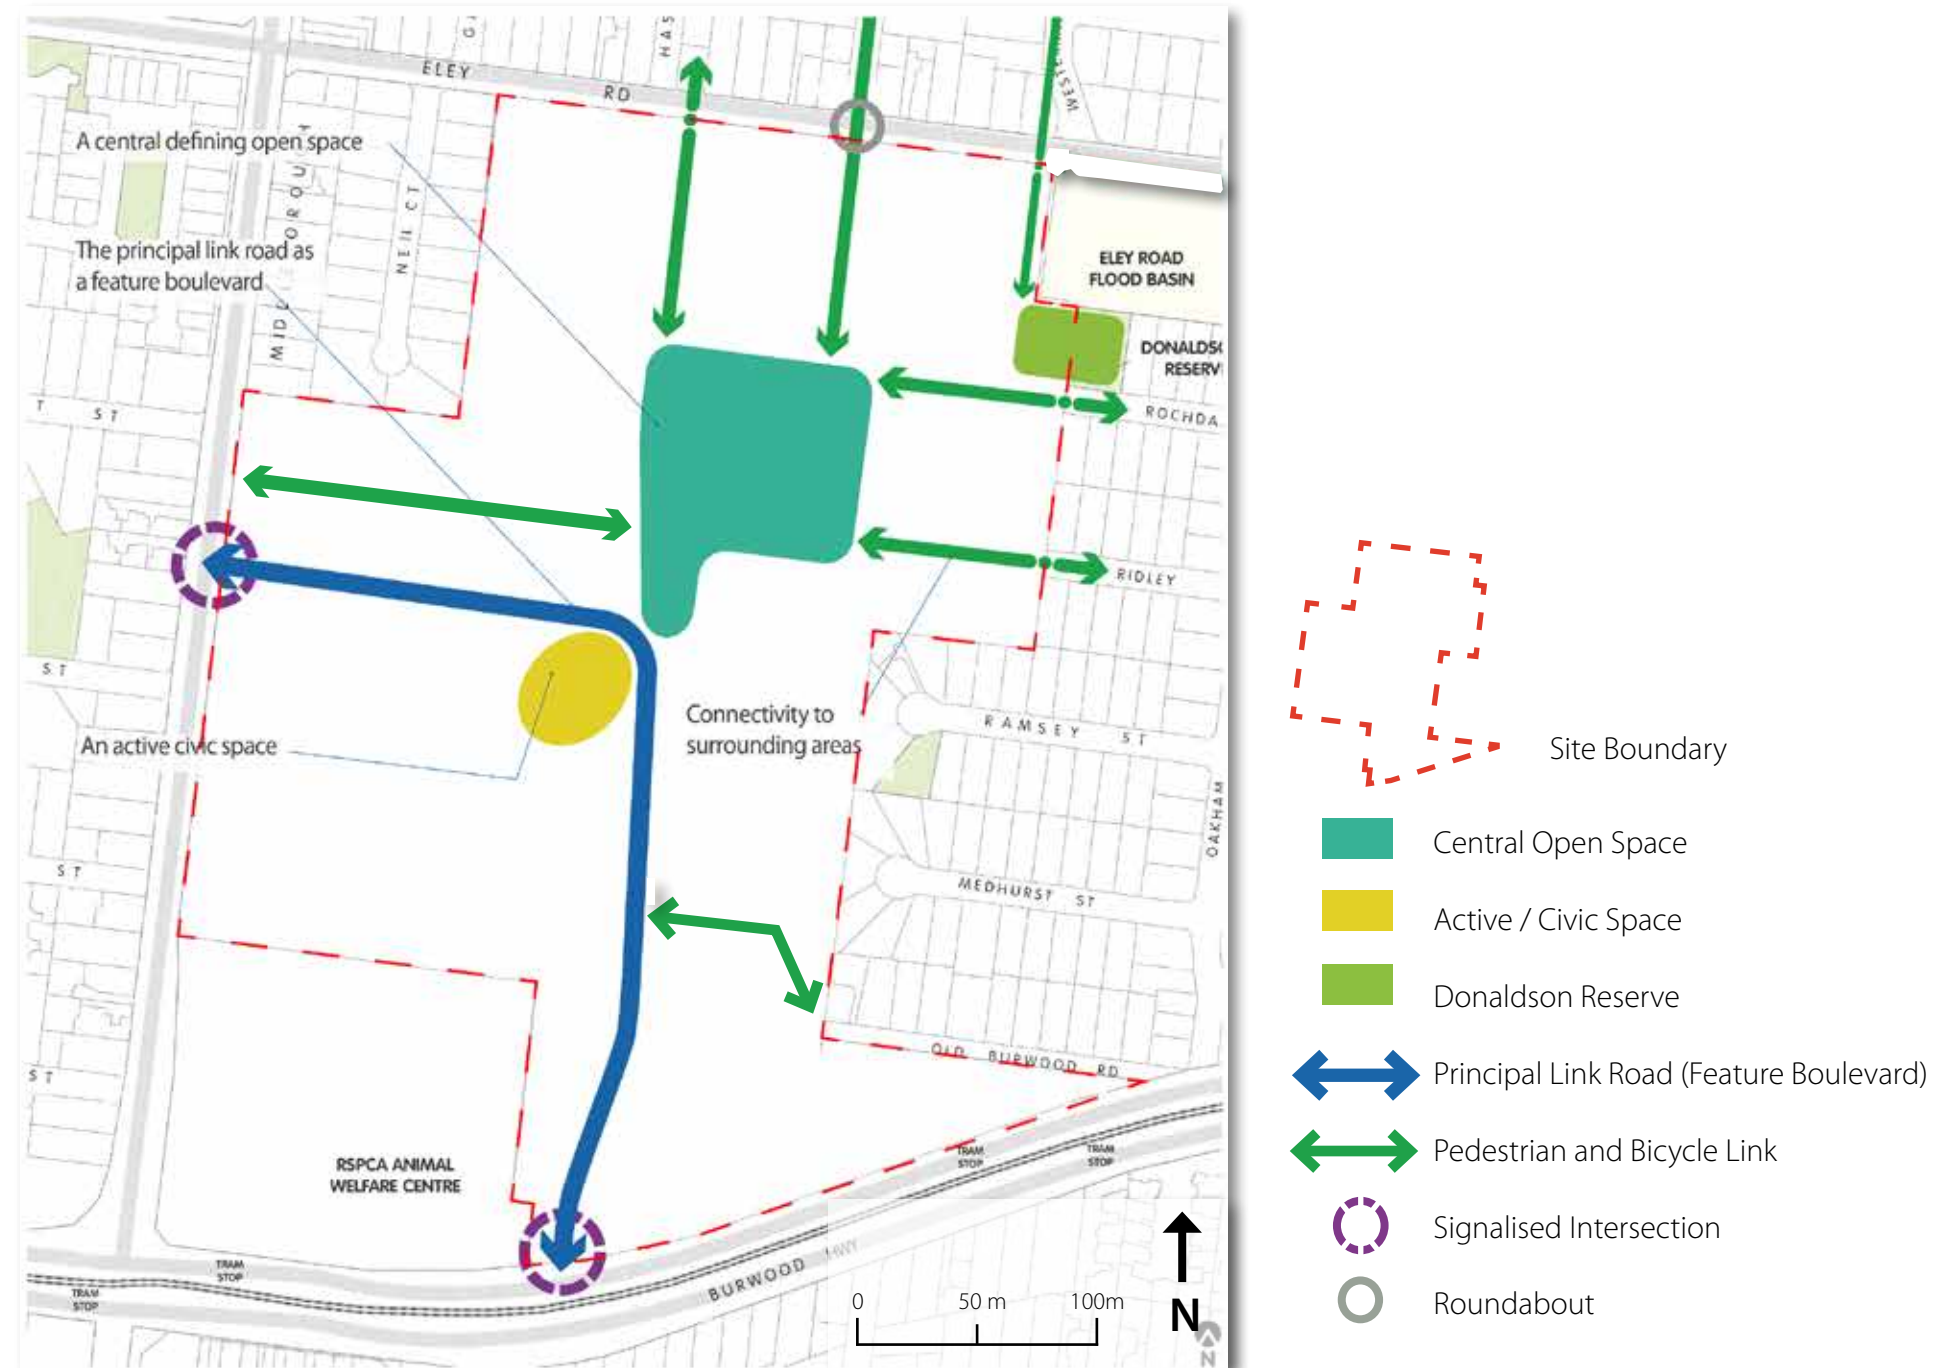 ELEY
RD
HAS
WESTE
A central defining open space
NEIL CT
The principal link road as
a feature boulevard
ELEY ROAD
FLOOD BASIN
DONALDS
RESERV
ROCHDA
T ST
RIDLEY
ST
RAMSEY ST
Connectivity to
surrounding areas
An active civic space
OAKHAM
MEDHURST ST
ST
OLD BURWOOD RD
ST
RSPCA ANIMAL
WELFARE CENTRE
TRAM
STOP
TRAM
STOP
TRAM
STOP
TRAM
STOP
BURWOOD HWY
0 50 m 100m
N
N
Site Boundary
Central Open Space
Active / Civic Space
Donaldson Reserve
Principal Link Road (Feature Boulevard)
Pedestrian and Bicycle Link
Signalised Intersection
Roundabout